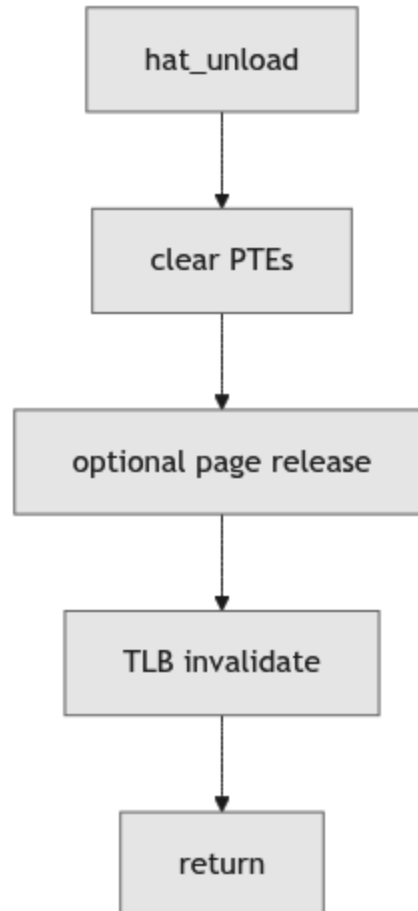 hat_unload
clear PTEs
optional page release
TLB invalidate
return